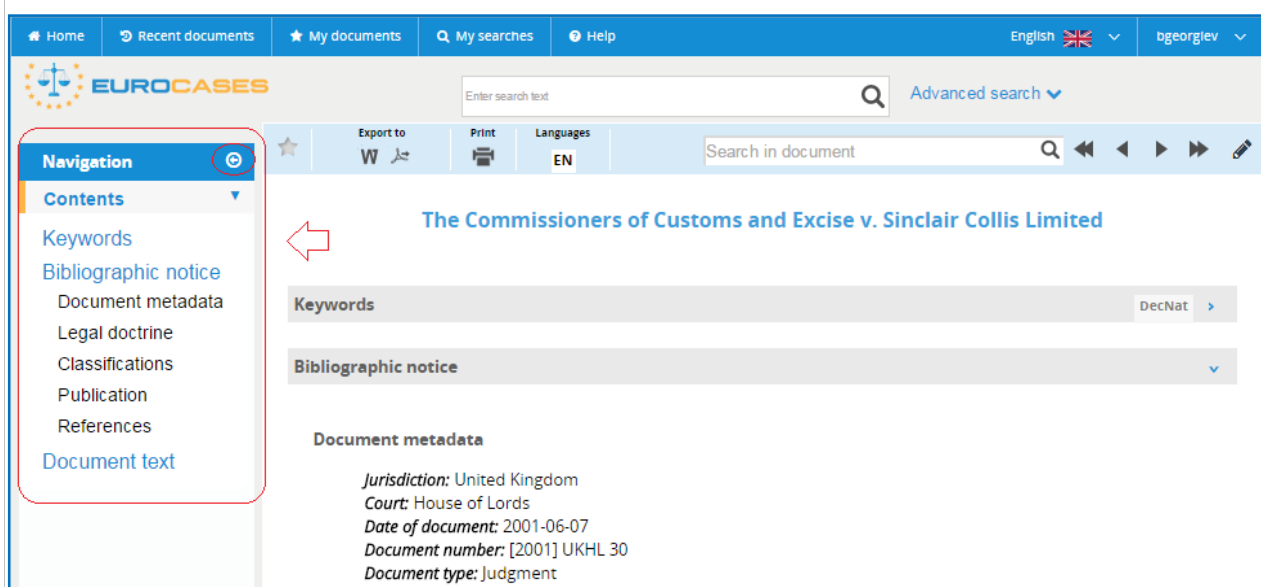 Home Recent documents My documents My searches Help English bgeorgiev
EUROCASES
Enter search text Advanced search
Export to Print Languages
W EN Search in document
Navigation
Contents
Keywords
Bibliographic notice
Document metadata
Legal doctrine
Classifications
Publication
References
Document text
The Commissioners of Customs and Excise v. Sinclair Collis Limited
Keywords DecNat
Bibliographic notice
Document metadata
Jurisdiction: United Kingdom
Court: House of Lords
Date of document: 2001-06-07
Document number: [2001] UKHL 30
Document type: Judgment